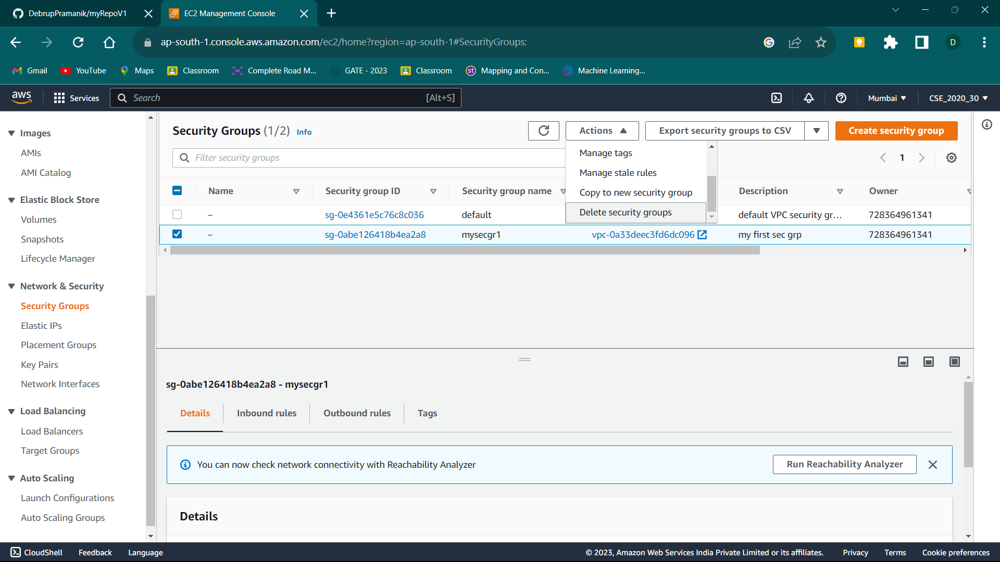 DebrupPramanik/myRepoV1
EC2 Management Console
ap-south-1.console.aws.amazon.com/ec2/home?region=ap-south-1#SecurityGroups:
D
Gmail
YouTube
Maps
Classroom
Complete Road M...
GATE - 2023
Classroom
st
Mapping and Con...
Machine Learning...
aws
Services
Search
[Alt+S]
Mumbai
CSE_2020_30
Images
AMIs
AMI Catalog
Elastic Block Store
Volumes
Snapshots
Lifecycle Manager
Network & Security
Security Groups
Elastic IPs
Placement Groups
Key Pairs
Network Interfaces
Load Balancing
Load Balancers
Target Groups
Auto Scaling
Launch Configurations
Auto Scaling Groups
Security Groups (1/2) Info
Actions
Export security groups to CSV
Create security group
Filter security groups
1
Manage tags
Manage stale rules
Copy to new security group
Delete security groups
Name
Security group ID
Security group name
Description
Owner
– sg-0e4361e5c76c8c036 default default VPC security gr... 728364961341
– sg-0abe126418b4ea2a8 mysecgr1 vpc-0a33deec3fd6dc096 my first sec grp 728364961341
sg-0abe126418b4ea2a8 - mysecgr1
Details
Inbound rules
Outbound rules
Tags
You can now check network connectivity with Reachability Analyzer
Run Reachability Analyzer
Details
CloudShell
Feedback
Language
© 2023, Amazon Web Services India Private Limited or its affiliates.
Privacy
Terms
Cookie preferences